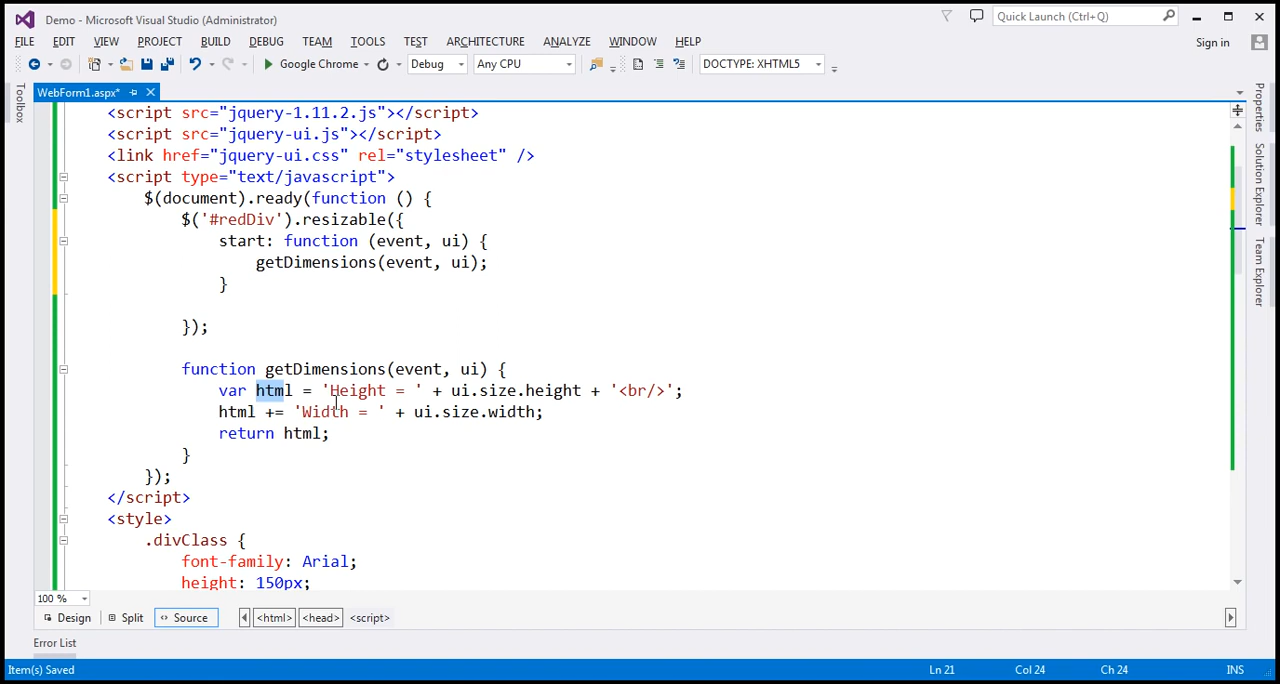 Demo - Microsoft Visual Studio (Administrator)
Quick Launch (Ctrl+Q)
FILE EDIT VIEW PROJECT BUILD DEBUG TEAM TOOLS TEST ARCHITECTURE ANALYZE WINDOW HELP
Sign in
Google Chrome Debug Any CPU DOCTYPE: XHTML5
WebForm1.aspx*
Toolbox
<script src="jquery-1.11.2.js"></script>
<script src="jquery-ui.js"></script>
<link href="jquery-ui.css" rel="stylesheet" />
<script type="text/javascript">
$(document).ready(function () {
$('#redDiv').resizable({
start: function (event, ui) {
getDimensions(event, ui);
}
});
function getDimensions(event, ui) {
var html = 'Height = ' + ui.size.height + '<br/>';
html += 'Width = ' + ui.size.width;
return html;
}
});
</script>
<style>
.divClass {
font-family: Arial;
height: 150px;
Properties
Solution Explorer
Team Explorer
100 %
Design Split Source <html> <head> <script>
Error List
Item(s) Saved Ln 21 Col 24 Ch 24 INS